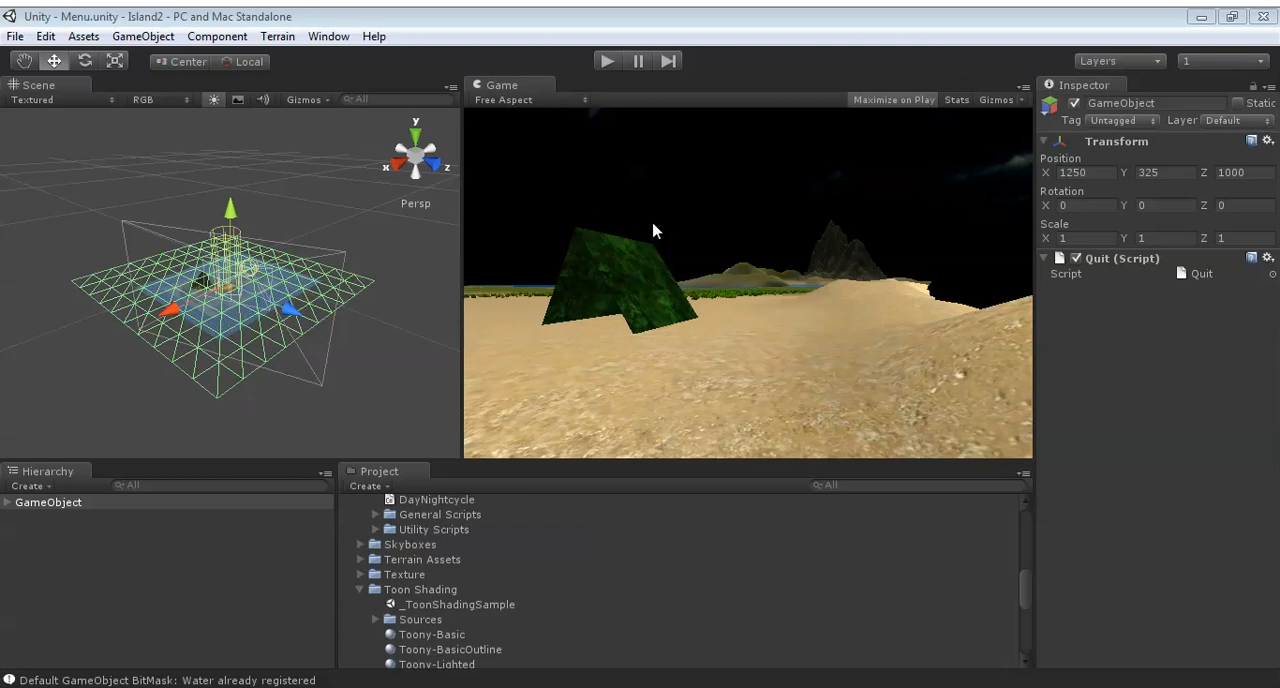 Unity - Menu.unity - Island2 - PC and Mac Standalone
File Edit Assets GameObject Component Terrain Window Help
Center Local Layers 1
Scene
Textured RGB Gizmos All
y
x z
Persp
Game
Free Aspect Maximize on Play Stats Gizmos
Inspector
GameObject Static
Tag Untagged Layer Default
Transform
Position
X 1250 Y 325 Z 1000
Rotation
X 0 Y 0 Z 0
Scale
X 1 Y 1 Z 1
Quit (Script)
Script Quit
Hierarchy
Create All
GameObject
Project
Create All
DayNightcycle
General Scripts
Utility Scripts
Skyboxes
Terrain Assets
Texture
Toon Shading
_ToonShadingSample
Sources
Toony-Basic
Toony-BasicOutline
Toony-Lighted
Default GameObject BitMask: Water already registered